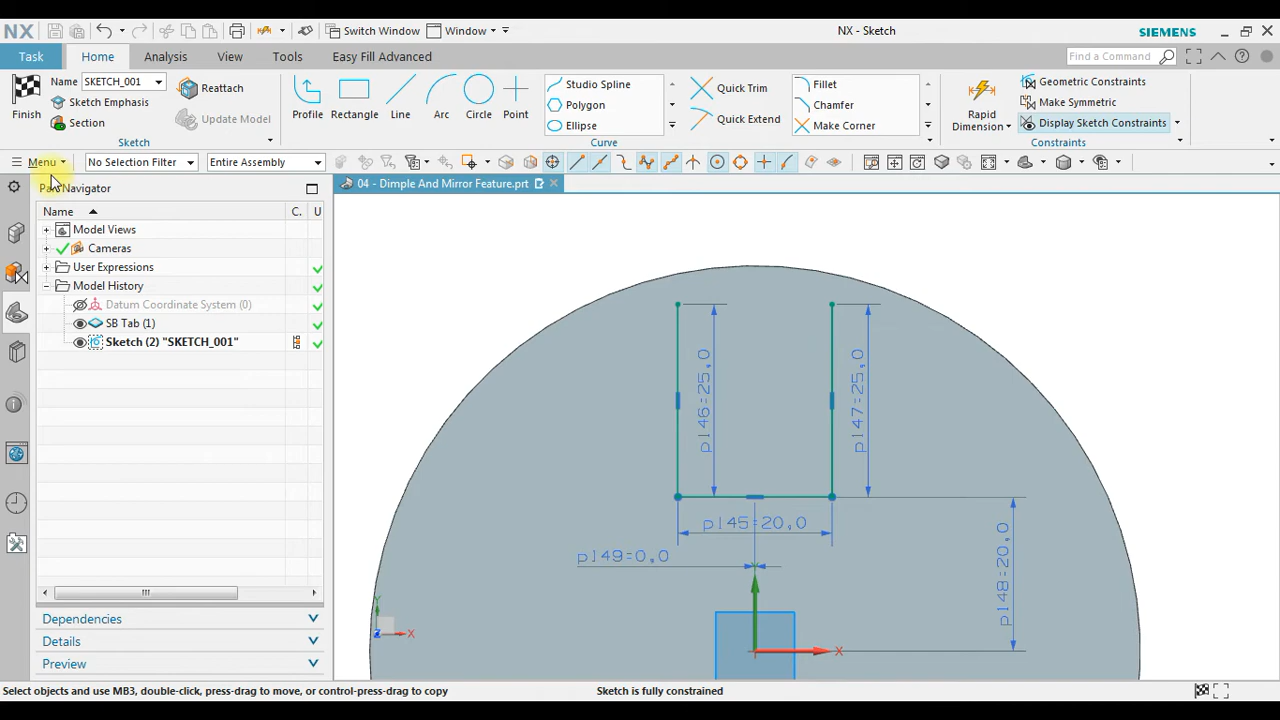 NX
Switch Window
Window
NX - Sketch
SIEMENS
Task
Home
Analysis
View
Tools
Easy Fill Advanced
Find a Command
Finish
Name
SKETCH_001
Sketch Emphasis
Section
Reattach
Update Model
Sketch
Profile
Rectangle
Line
Arc
Circle
Point
Studio Spline
Polygon
Ellipse
Quick Trim
Quick Extend
Fillet
Chamfer
Make Corner
Curve
Rapid
Dimension
Geometric Constraints
Make Symmetric
Display Sketch Constraints
Constraints
Menu
No Selection Filter
Entire Assembly
Part Navigator
04 - Dimple And Mirror Feature.prt
Name
C.
U
Model Views
Cameras
User Expressions
Model History
Datum Coordinate System (0)
SB Tab (1)
Sketch (2) "SKETCH_001"
Dependencies
Details
Preview
p146=25,0
p147=25,0
p145=20,0
p149=0,0
p148=20,0
Y
X
Z
X
Select objects and use MB3, double-click, press-drag to move, or control-press-drag to copy
Sketch is fully constrained